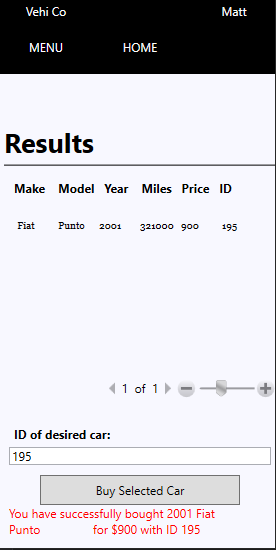 Vehi Co Matt
MENU HOME
Results
Make Model Year Miles Price ID
Fiat Punto 2001 321000 900 195
1 of 1
ID of desired car:
195
Buy Selected Car
You have successfully bought 2001 Fiat
Punto for $900 with ID 195